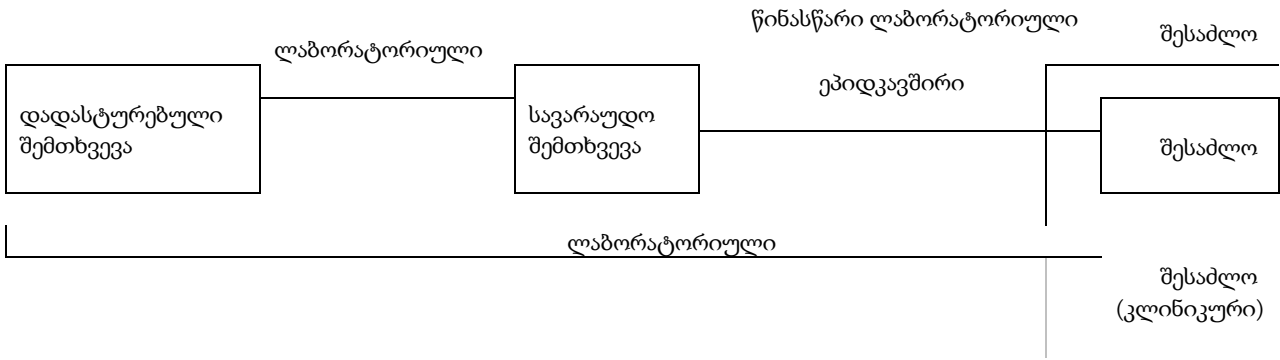 წინასწარი ლაბორატორიული
შესაძლო
ლაბორატორიული
ეპიდკავშირი
დადასტურებული
შემთხვევა
სავარაუდო
შემთხვევა
შესაძლო
ლაბორატორიული
შესაძლო
(კლინიკური)